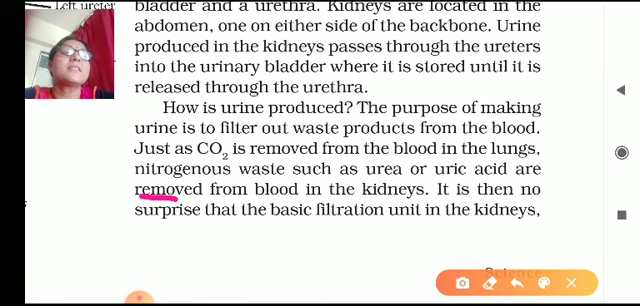 Left ureter
bladder and a urethra. Kidneys are located in the
abdomen, one on either side of the backbone. Urine
produced in the kidneys passes through the ureters
into the urinary bladder where it is stored until it is
released through the urethra.
How is urine produced? The purpose of making
urine is to filter out waste products from the blood.
Just as CO₂ is removed from the blood in the lungs,
nitrogenous waste such as urea or uric acid are
removed from blood in the kidneys. It is then no
surprise that the basic filtration unit in the kidneys,
Science